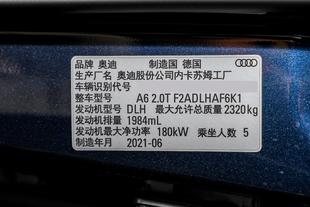 品牌 奥迪 制造国 德国
生产厂名 奥迪股份公司内卡苏姆工厂
车辆识别代号
整车型号 A6 2.0T F2ADLHAF6K1
发动机型号 DLH 最大允许总质量 2320kg
发动机排量 1984mL
发动机最大净功率 180kW 乘坐人数 5
制造年月 2021-06